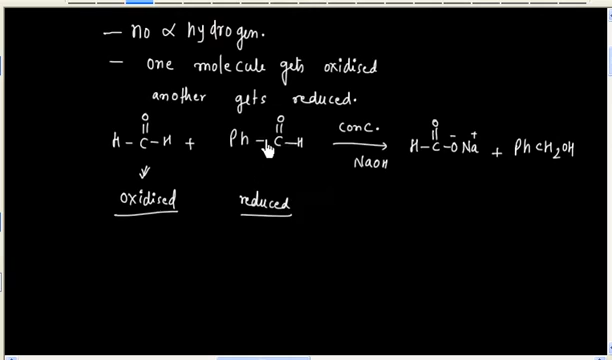 — no ∝ hydrogen.
— one molecule gets oxidised
another gets reduced.
O O O
H - C - H + Ph - C - H conc. NaOH → H - C - O⁻ Na⁺ + PhCH₂OH
oxidised reduced